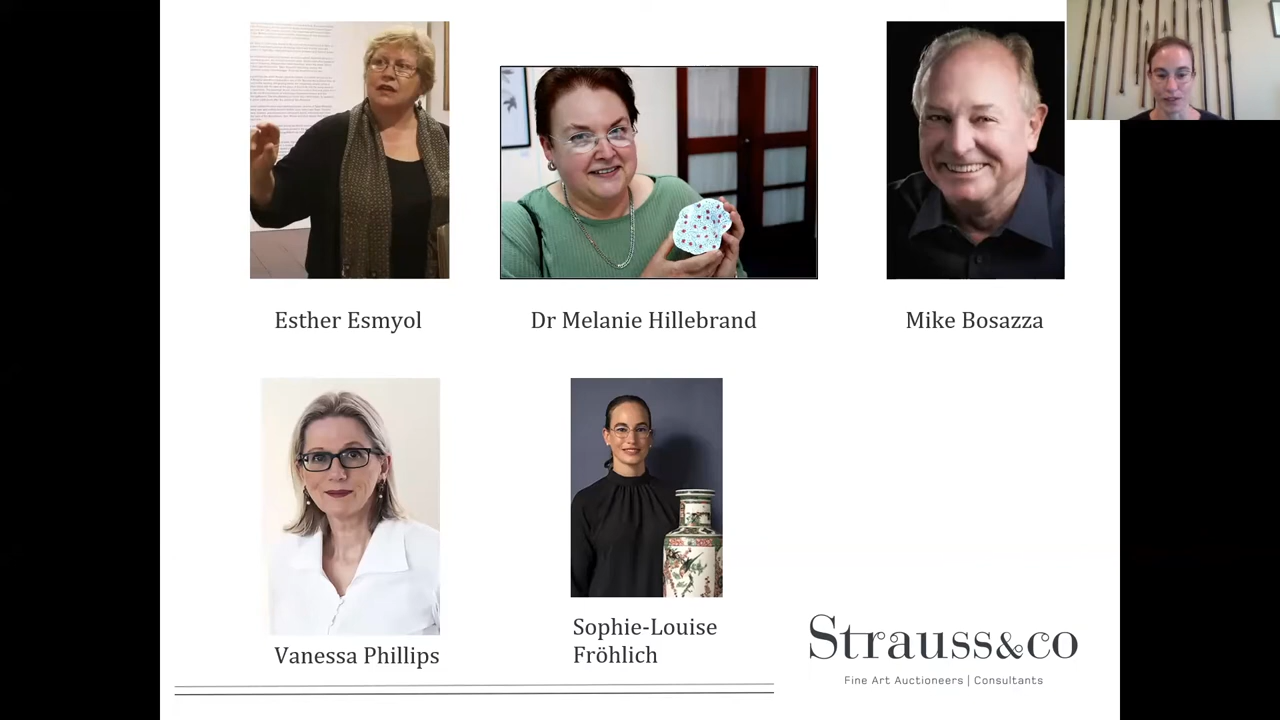 Esther Esmyol
Dr Melanie Hillebrand
Mike Bosazza
Vanessa Phillips
Sophie-Louise
Fröhlich
Strauss&co
Fine Art Auctioneers | Consultants